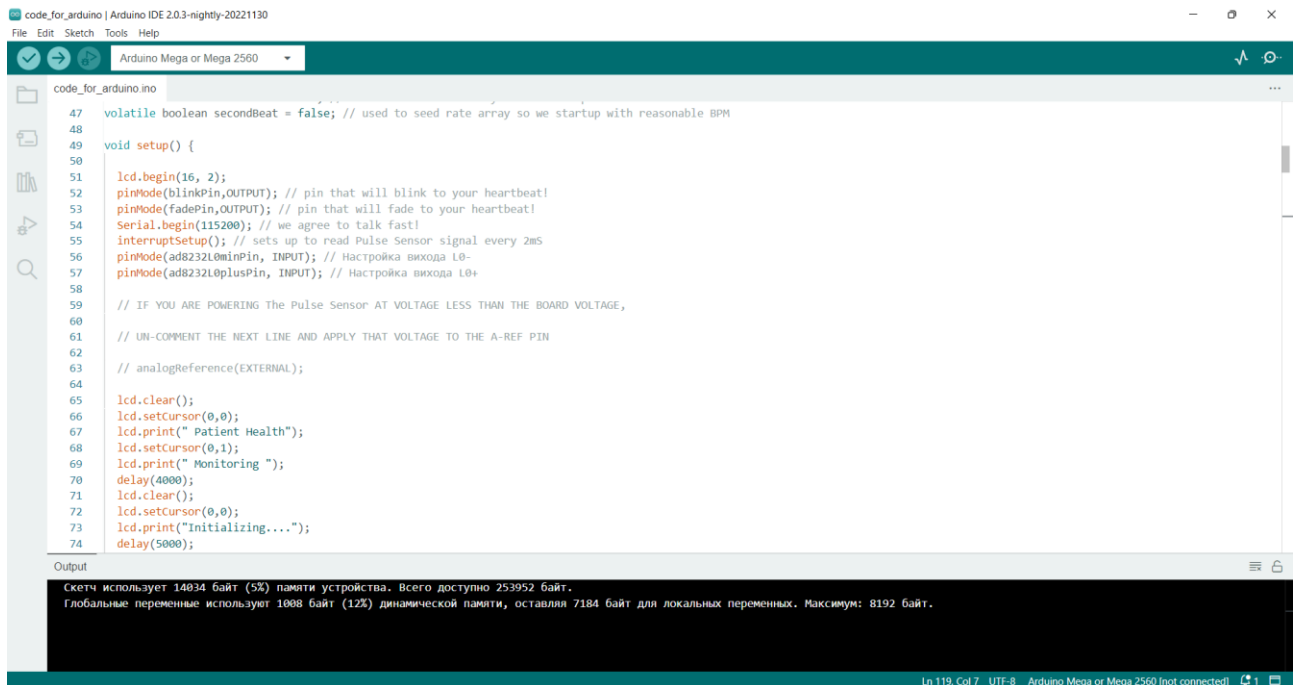 code_for_arduino | Arduino IDE 2.0.3-nightly-20221130
File Edit Sketch Tools Help
Arduino Mega or Mega 2560
code_for_arduino.ino
47 volatile boolean secondBeat = false; // used to seed rate array so we startup with reasonable BPM
48
49 void setup() {
50
51 lcd.begin(16, 2);
52 pinMode(blinkPin,OUTPUT); // pin that will blink to your heartbeat!
53 pinMode(fadePin,OUTPUT); // pin that will fade to your heartbeat!
54 Serial.begin(115200); // we agree to talk fast!
55 interruptSetup(); // sets up to read Pulse Sensor signal every 2mS
56 pinMode(ad8232L0minPin, INPUT); // Настройка вихода L0-
57 pinMode(ad8232L0plusPin, INPUT); // Настройка вихода L0+
58
59 // IF YOU ARE POWERING The Pulse Sensor AT VOLTAGE LESS THAN THE BOARD VOLTAGE,
60
61 // UN-COMMENT THE NEXT LINE AND APPLY THAT VOLTAGE TO THE A-REF PIN
62
63 // analogReference(EXTERNAL);
64
65 lcd.clear();
66 lcd.setCursor(0,0);
67 lcd.print(" Patient Health");
68 lcd.setCursor(0,1);
69 lcd.print(" Monitoring ");
70 delay(4000);
71 lcd.clear();
72 lcd.setCursor(0,0);
73 lcd.print("Initializing....");
74 delay(5000);
Output
Скетч использует 14034 байт (5%) памяти устройства. Всего доступно 253952 байт.
Глобальные переменные используют 1008 байт (12%) динамической памяти, оставляя 7184 байт для локальных переменных. Максимум: 8192 байт.
Ln 119, Col 7 UTF-8 Arduino Mega or Mega 2560 [not connected] 1